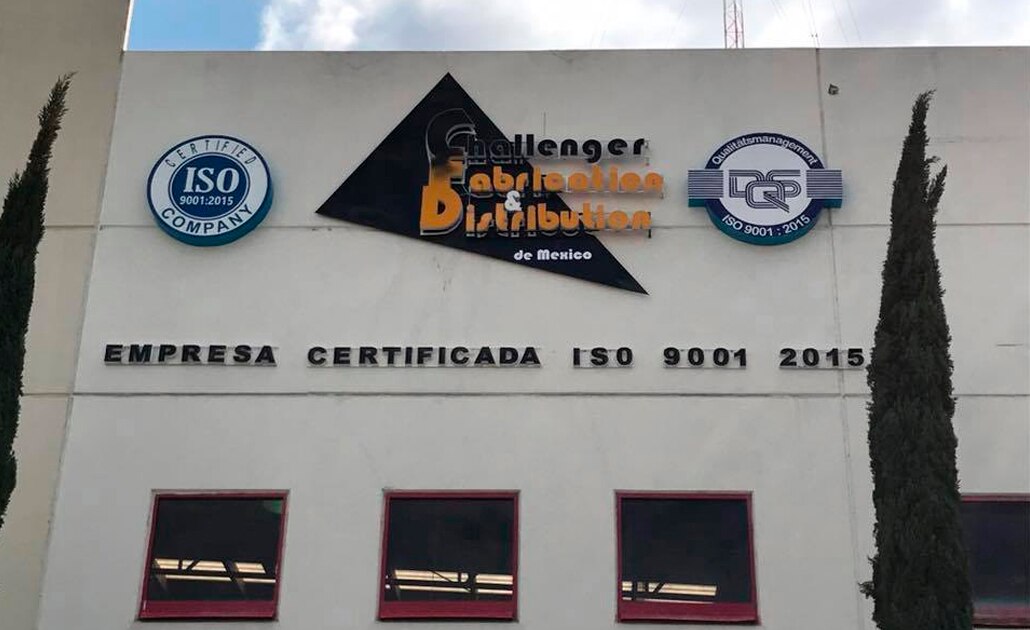 CERTIFIED
ISO
9001:2015
COMPANY
Challenger
Fabrication
&
Distribution
de Mexico
Qualitätsmanagement
DQS
ISO 9001 : 2015
EMPRESA CERTIFICADA ISO 9001 2015